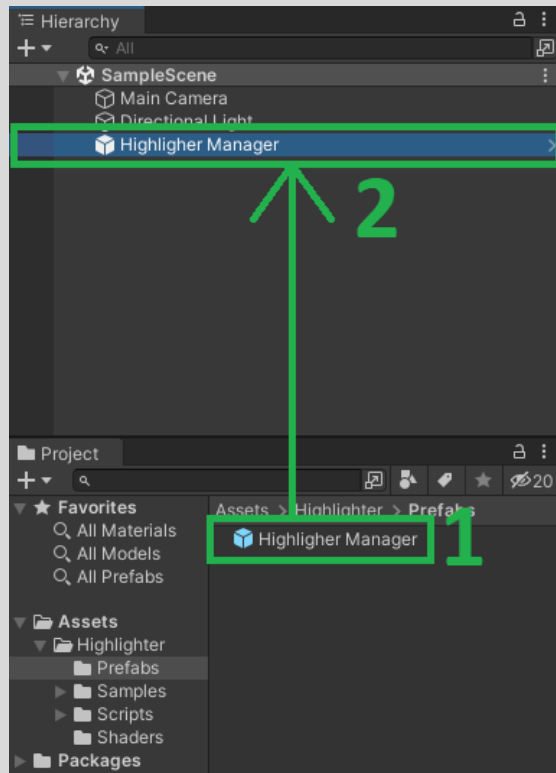 Hierarchy
All
SampleScene
Main Camera
Directional Light
Highligher Manager
2
Project
20
Favorites
All Materials
All Models
All Prefabs
Assets
Highlighter
Prefabs
Samples
Scripts
Shaders
Packages
Assets > Highlighter > Prefabs
Highligher Manager
1